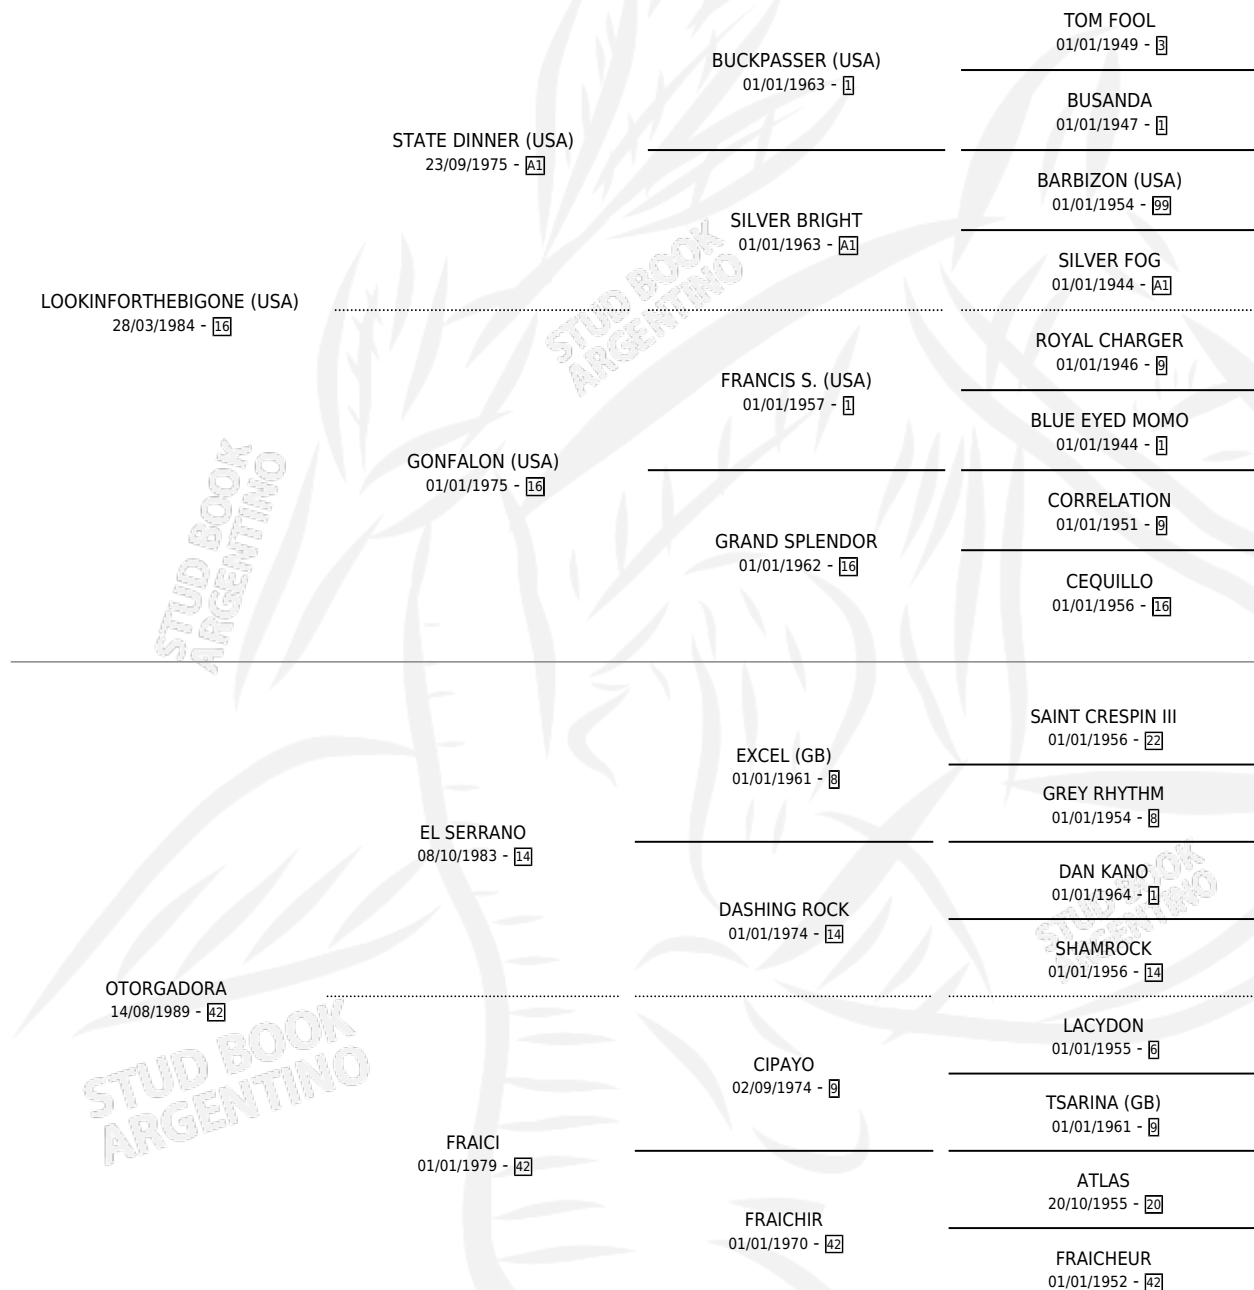 TOM FOOL
01/01/1949 - 3
BUCKPASSER (USA)
01/01/1963 - 1
BUSANDA
01/01/1947 - 1
STATE DINNER (USA)
23/09/1975 - A1
BARBIZON (USA)
01/01/1954 - 99
SILVER BRIGHT
01/01/1963 - A1
SILVER FOG
01/01/1944 - A1
LOOKINFORTHEBIGONE (USA)
28/03/1984 - 16
ROYAL CHARGER
01/01/1946 - 9
FRANCIS S. (USA)
01/01/1957 - 1
BLUE EYED MOMO
01/01/1944 - 1
GONFALON (USA)
01/01/1975 - 16
CORRELATION
01/01/1951 - 9
GRAND SPLENDOR
01/01/1962 - 16
CEQUILLO
01/01/1956 - 16
SAINT CRESPIN III
01/01/1956 - 22
EXCEL (GB)
01/01/1961 - 8
GREY RHYTHM
01/01/1954 - 8
EL SERRANO
08/10/1983 - 14
DAN KANO
01/01/1964 - 1
DASHING ROCK
01/01/1974 - 14
SHAMROCK
01/01/1956 - 14
OTORGADORA
14/08/1989 - 42
LACYDON
01/01/1955 - 6
CIPAYO
02/09/1974 - 9
TSARINA (GB)
01/01/1961 - 9
FRAICI
01/01/1979 - 42
ATLAS
20/10/1955 - 20
FRAICHIR
01/01/1970 - 42
FRAICHEUR
01/01/1952 - 42
STUD BOOK
ARGENTINO
STUD BOOK
ARGENTINO
STUD BOOK
ARGENTINO
STUD BOOK
ARGENTINO